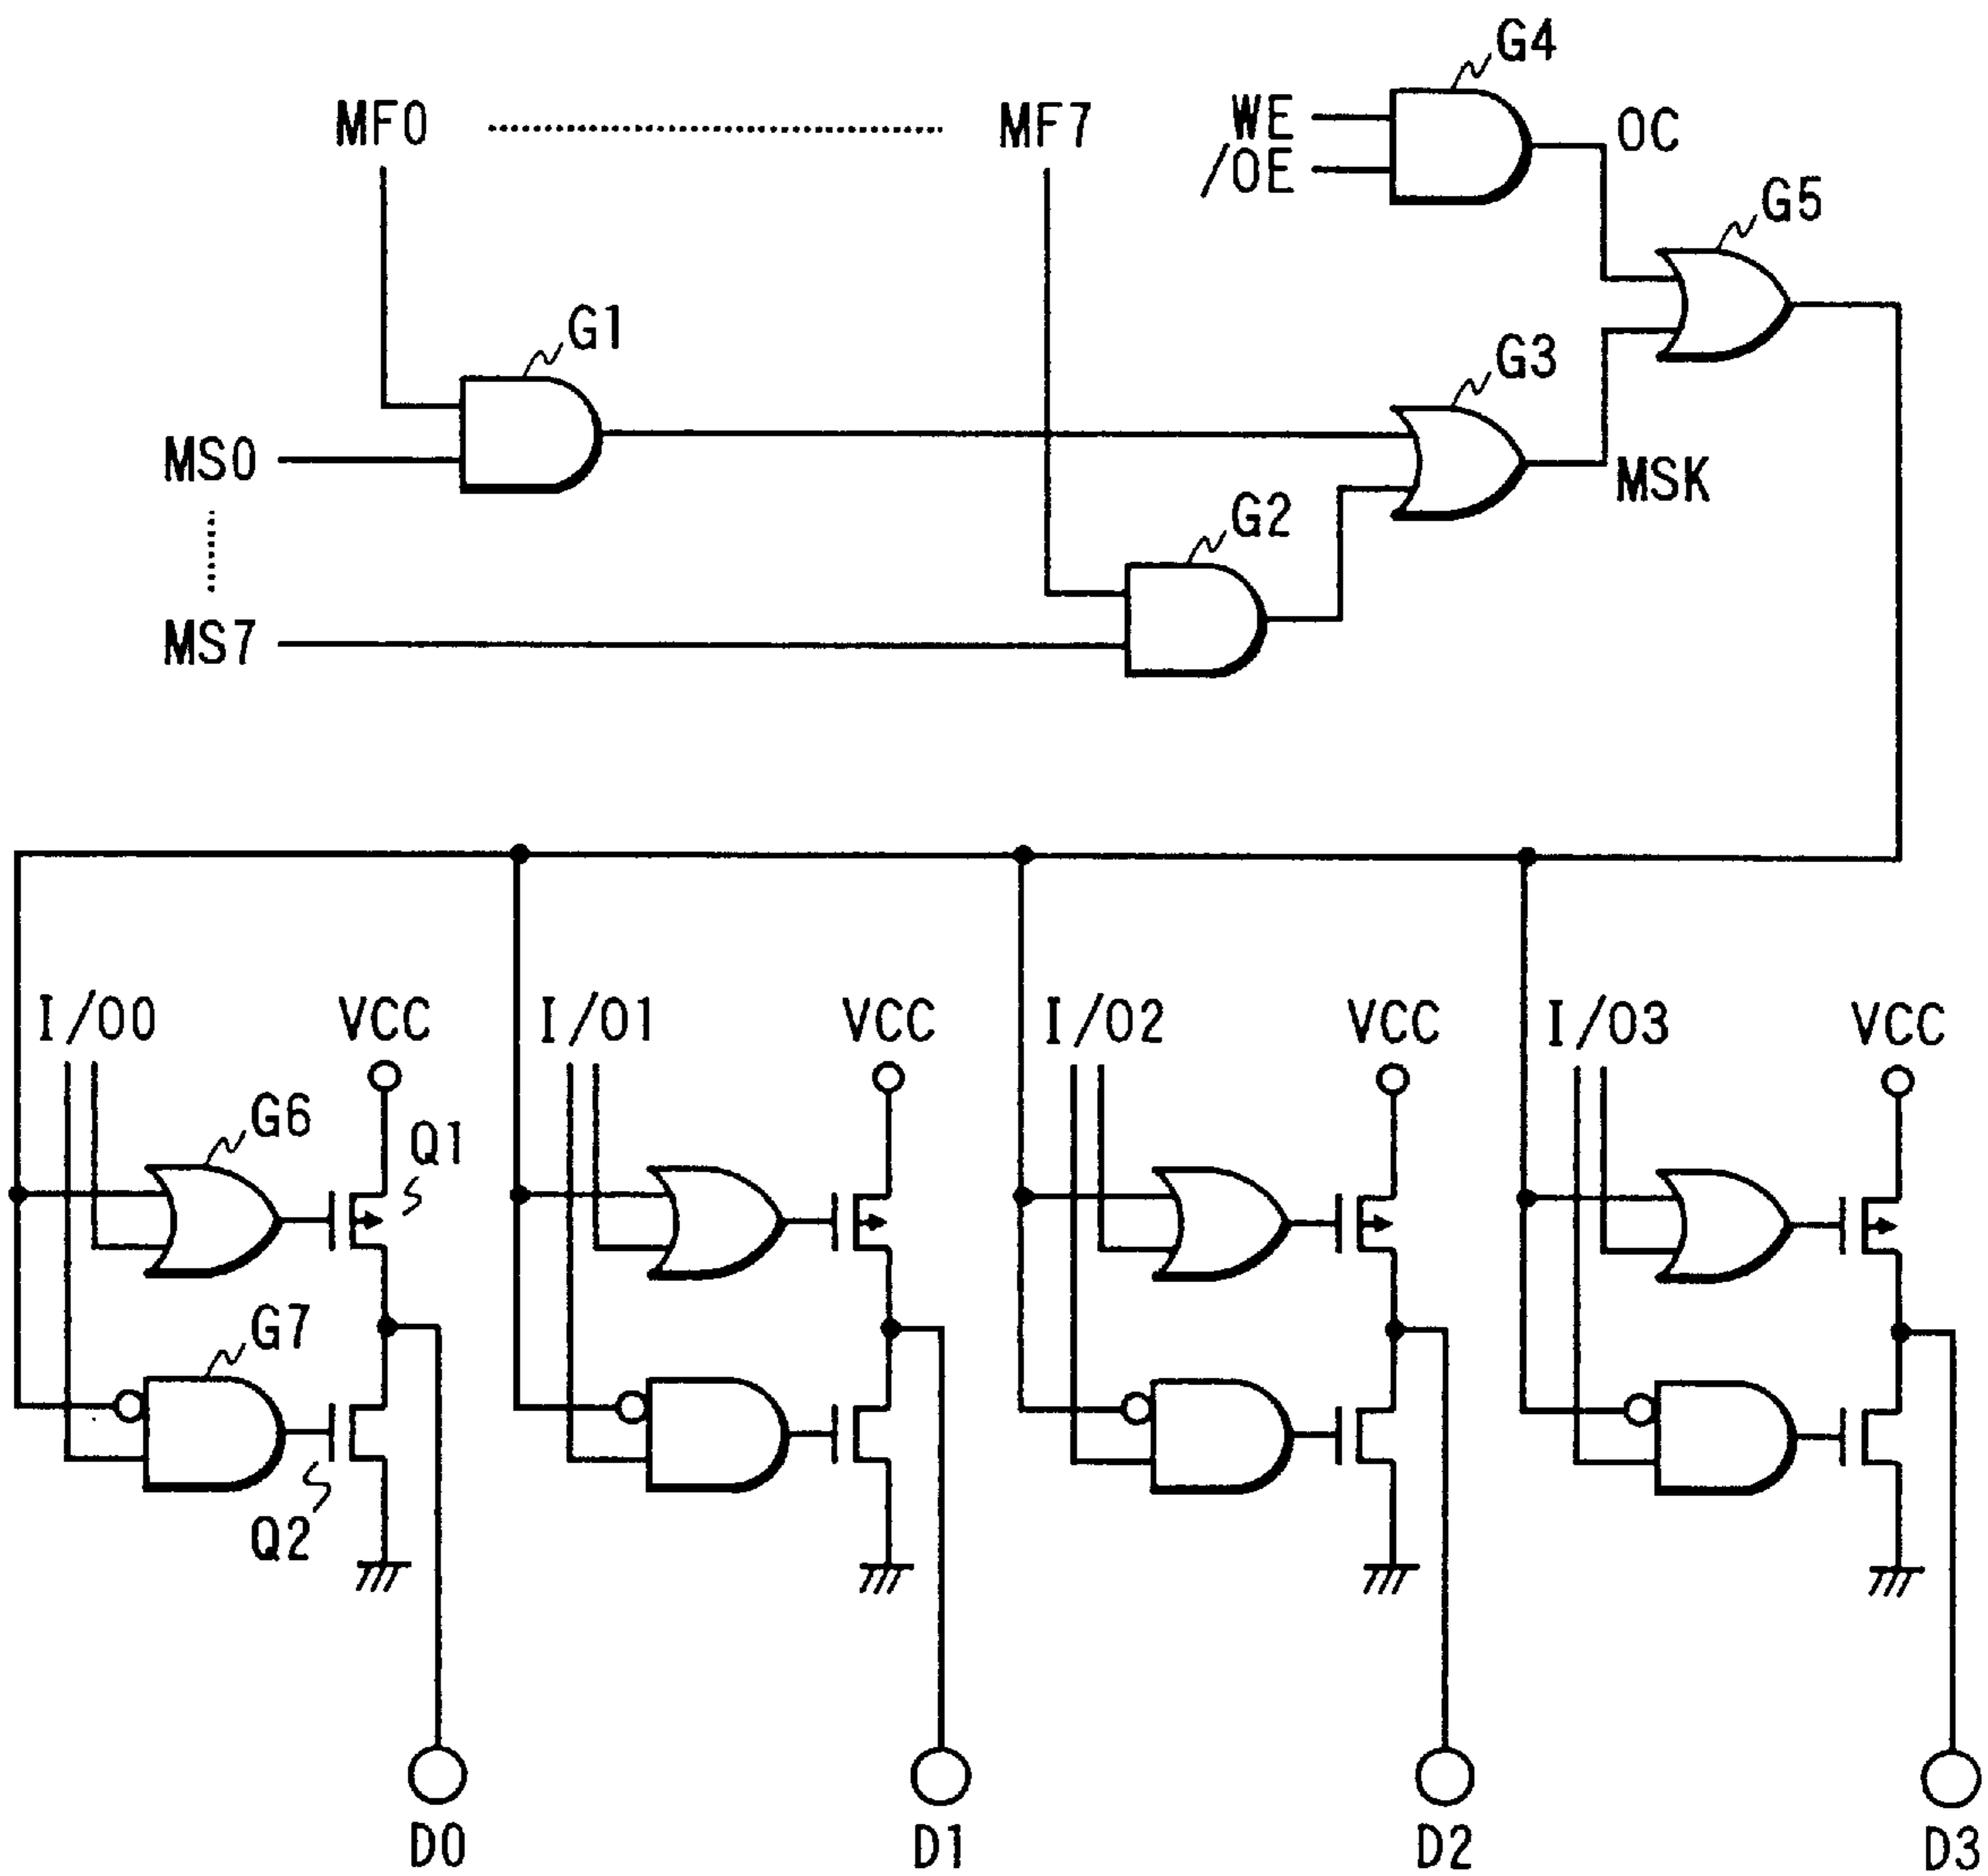 G4
MF0
MF7
WE
/OE
OC
G5
G1
G3
MS0
MSK
G2
MS7
I/O0
VCC
I/O1
VCC
I/O2
VCC
I/O3
VCC
G6
Q1
G7
Q2
D0
D1
D2
D3